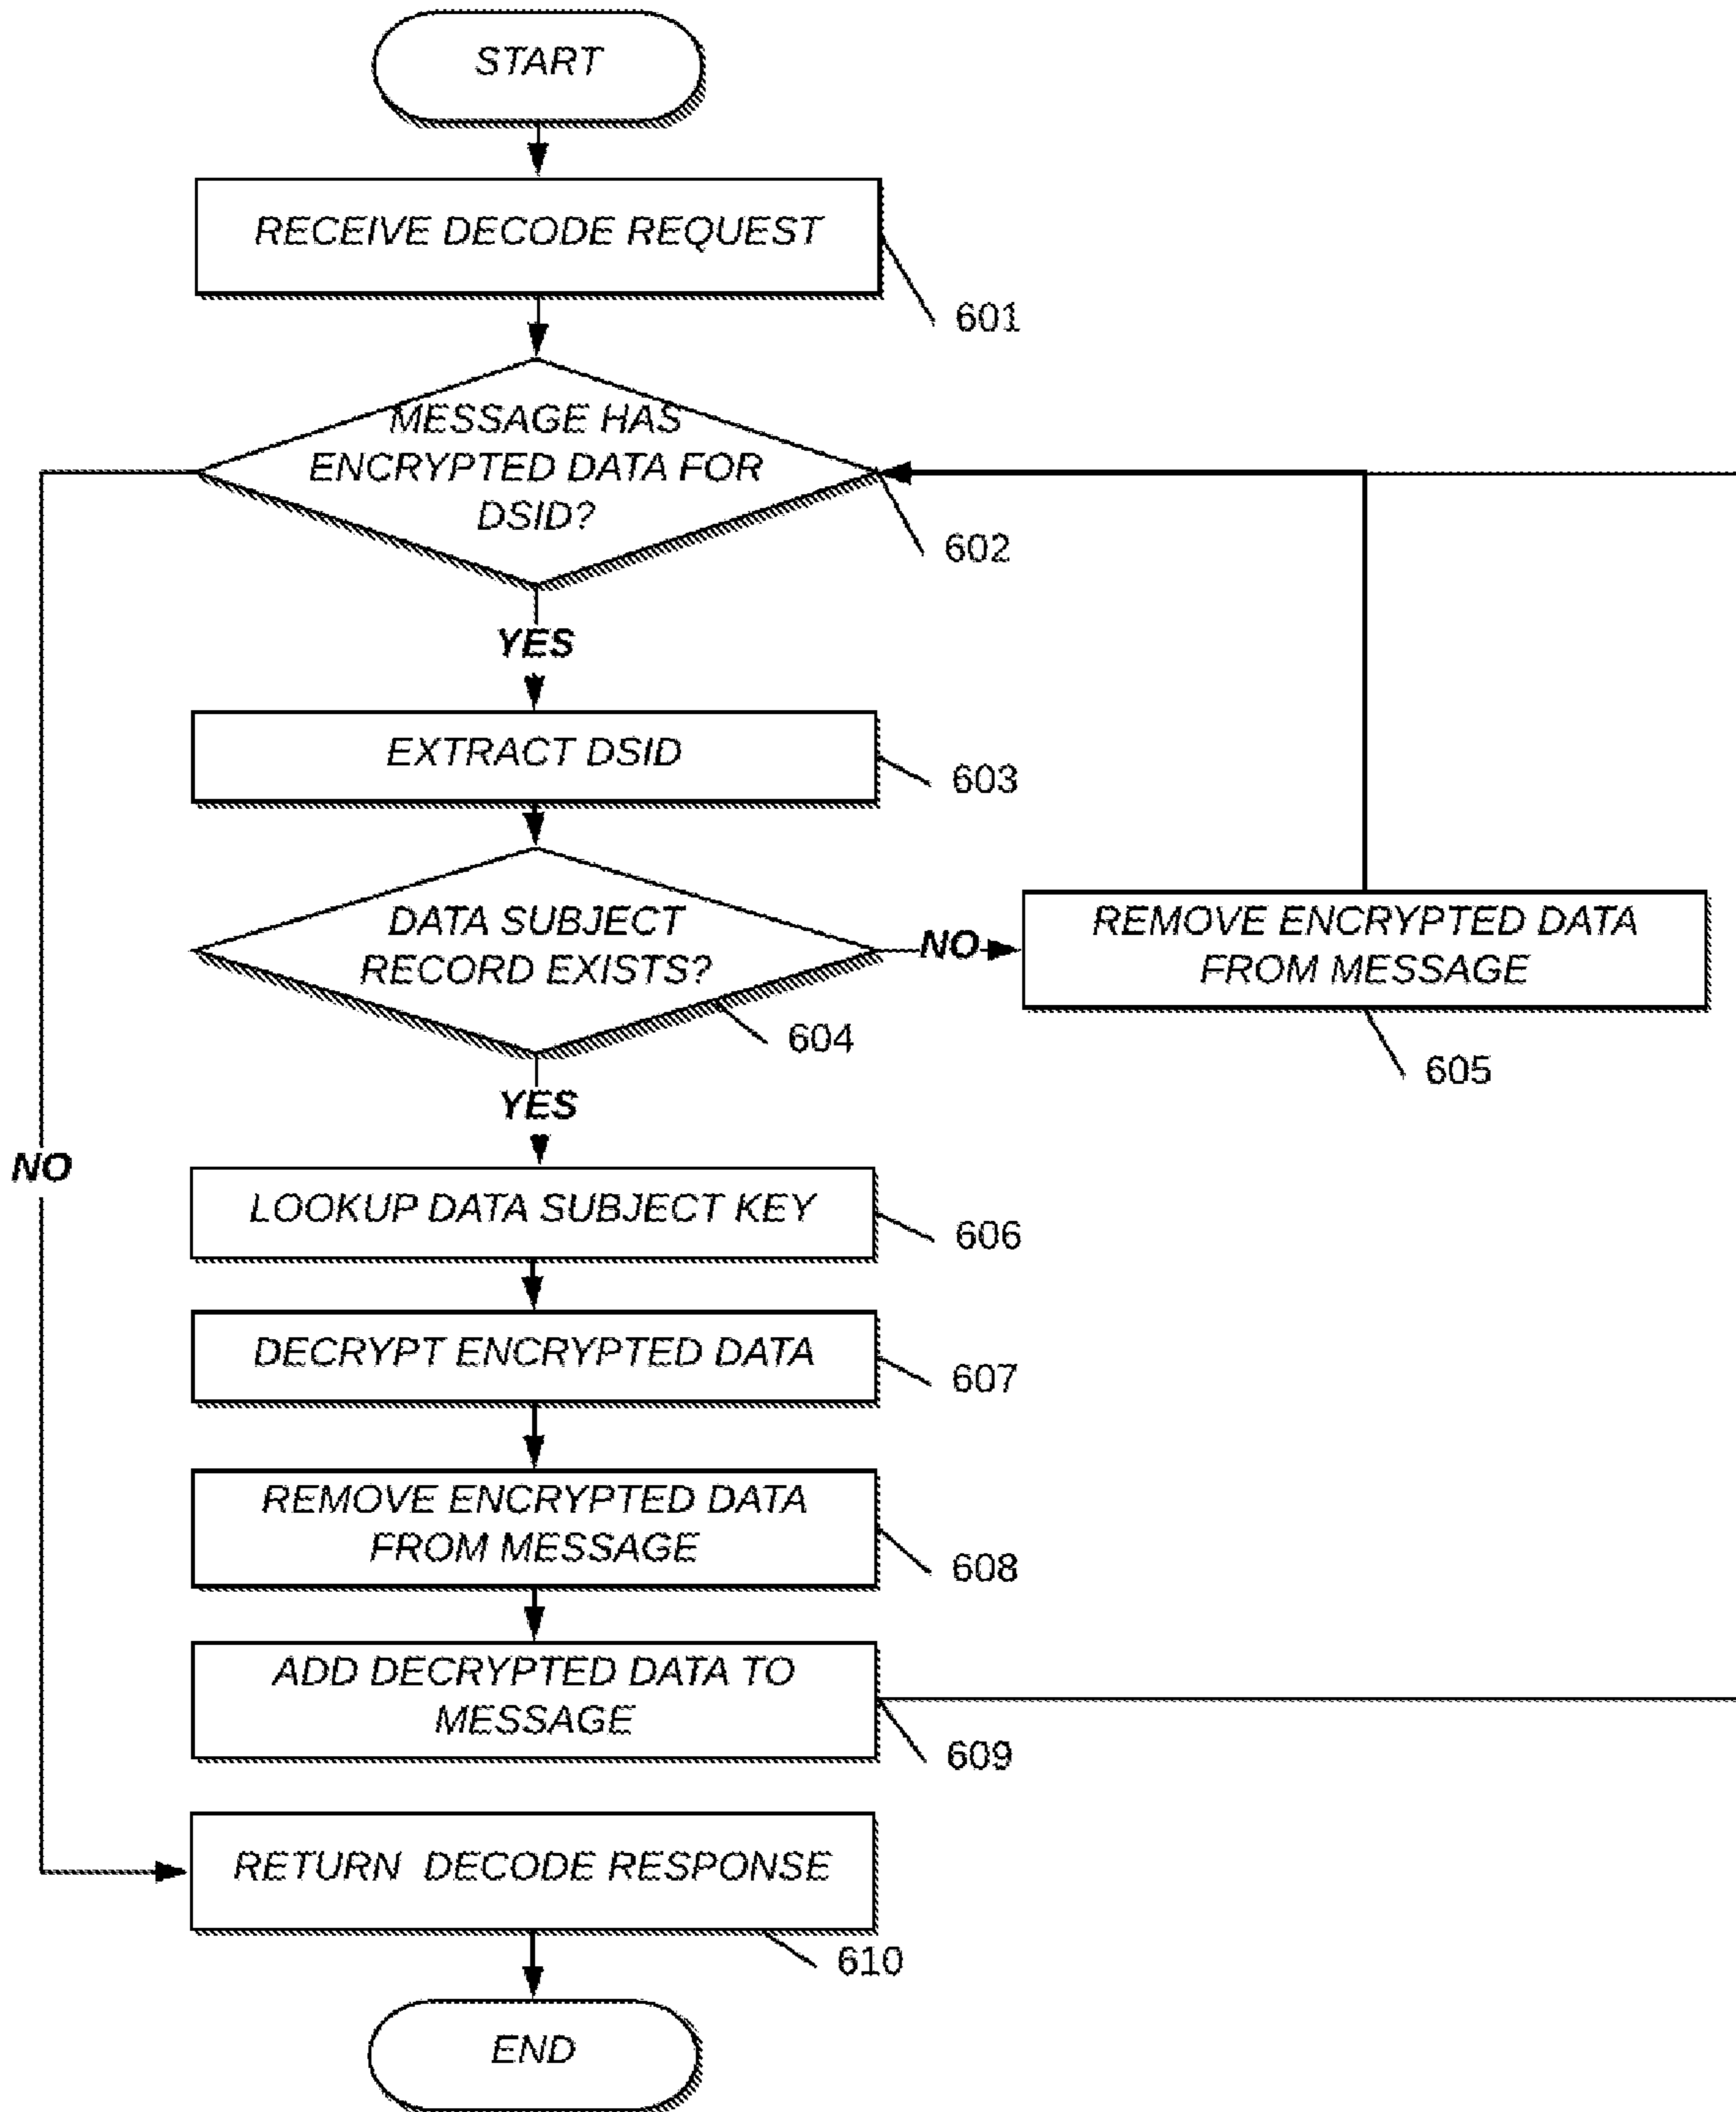 START
RECEIVE DECODE REQUEST
601
MESSAGE HAS
ENCRYPTED DATA FOR
DSID?
602
YES
EXTRACT DSID
603
DATA SUBJECT
RECORD EXISTS?
604
NO
REMOVE ENCRYPTED DATA
FROM MESSAGE
605
YES
NO
LOOKUP DATA SUBJECT KEY
606
DECRYPT ENCRYPTED DATA
607
REMOVE ENCRYPTED DATA
FROM MESSAGE
608
ADD DECRYPTED DATA TO
MESSAGE
609
RETURN DECODE RESPONSE
610
END